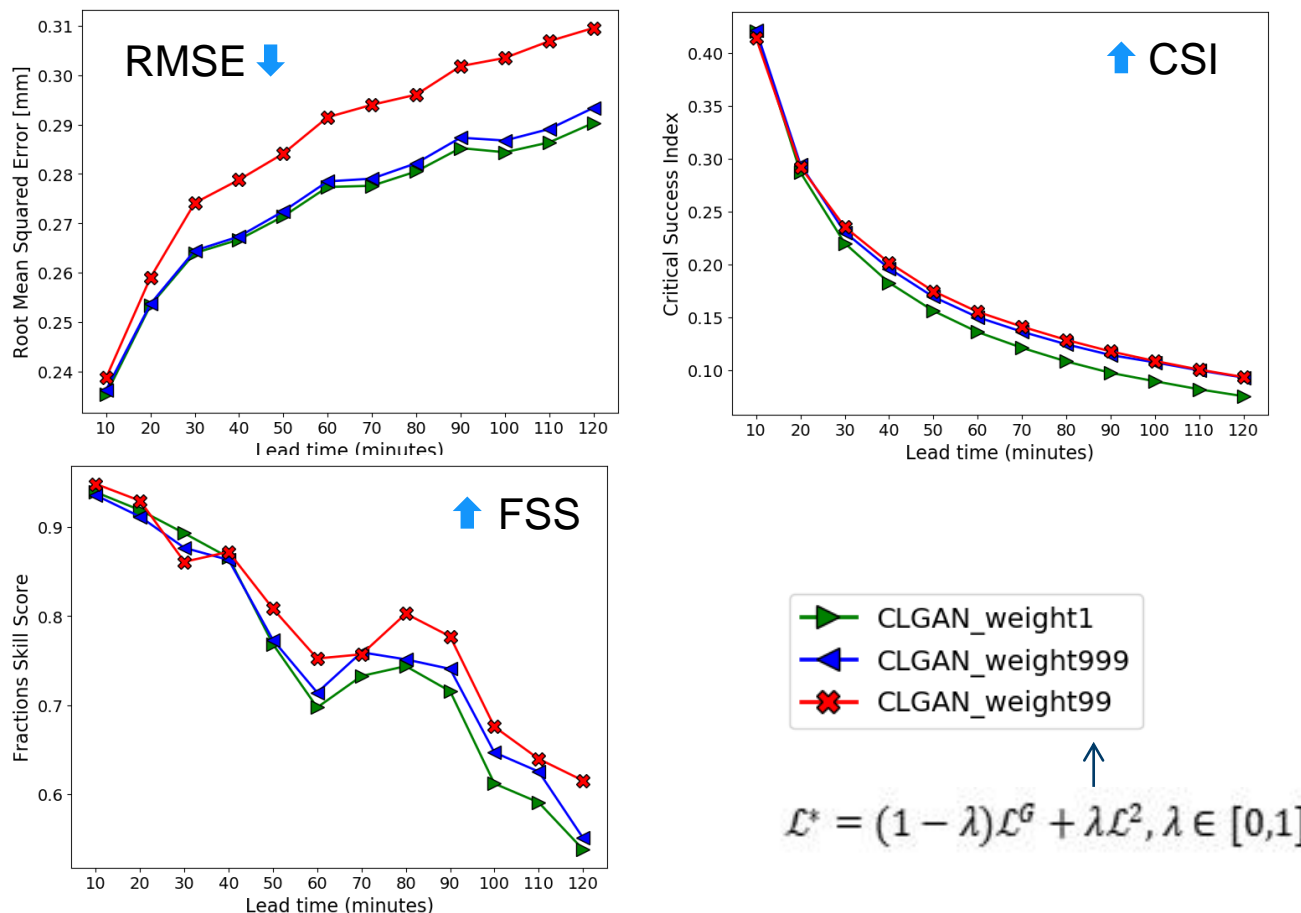 RMSE
Root Mean Squared Error [mm]
0.31
0.30
0.29
0.28
0.27
0.26
0.25
0.24
10 20 30 40 50 60 70 80 90 100 110 120
Lead time (minutes)
CSI
Critical Success Index
0.40
0.35
0.30
0.25
0.20
0.15
0.10
10 20 30 40 50 60 70 80 90 100 110 120
Lead time (minutes)
FSS
Fractions Skill Score
0.9
0.8
0.7
0.6
10 20 30 40 50 60 70 80 90 100 110 120
Lead time (minutes)
CLGAN_weight1
CLGAN_weight999
CLGAN_weight99
ℒ* = (1 − λ)ℒᴳ + λℒ², λ ∈ [0,1]